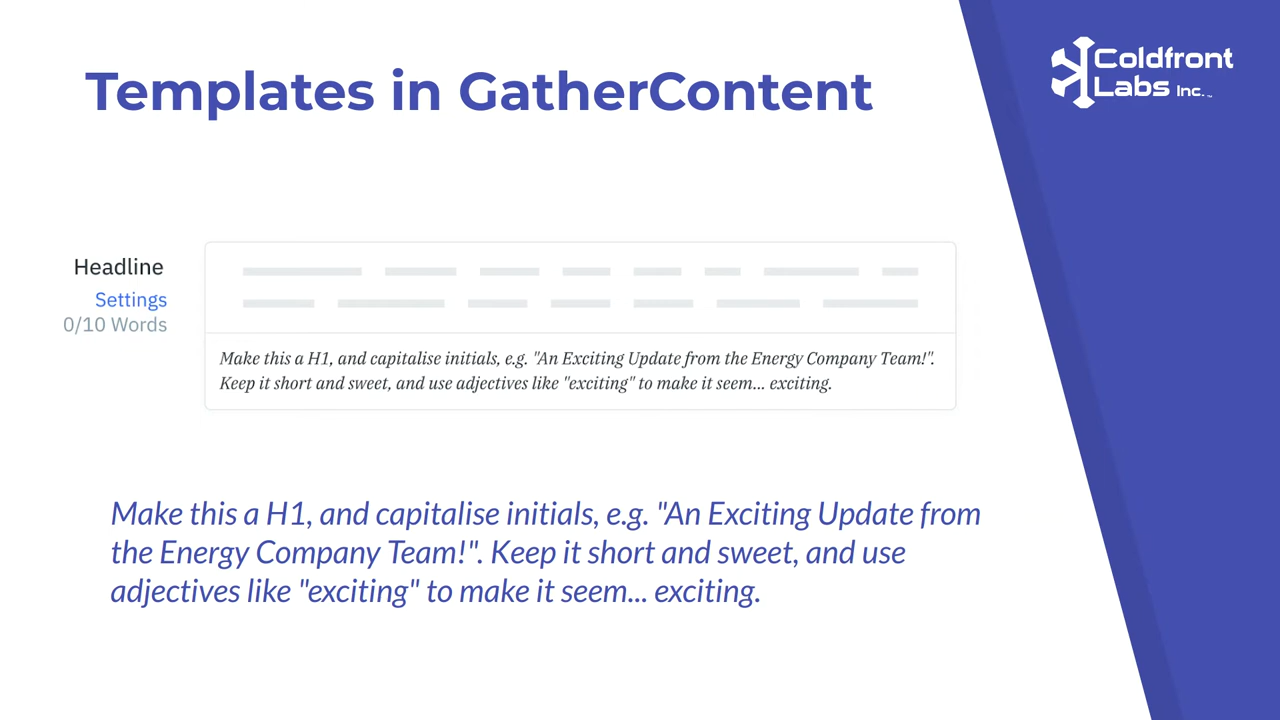 Templates in GatherContent
Coldfront
Labs Inc.™
Headline
Settings
0/10 Words
Make this a H1, and capitalise initials, e.g. "An Exciting Update from the Energy Company Team!".
Keep it short and sweet, and use adjectives like "exciting" to make it seem... exciting.
Make this a H1, and capitalise initials, e.g. "An Exciting Update from
the Energy Company Team!". Keep it short and sweet, and use
adjectives like "exciting" to make it seem... exciting.